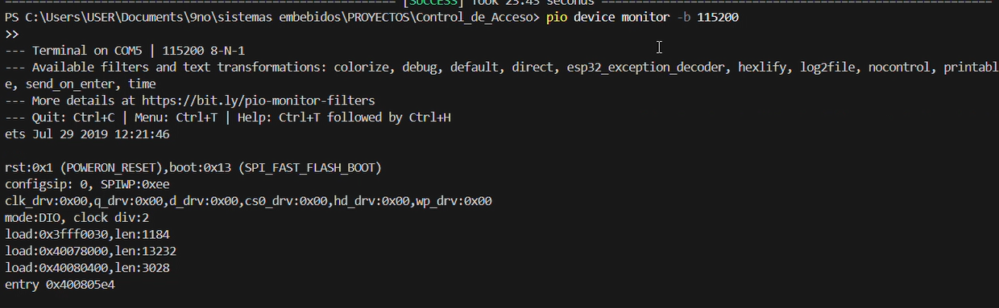 ============================================================ [SUCCESS] Took 23.43 seconds ============================================================
PS C:\Users\USER\Documents\9no\sistemas embebidos\PROYECTOS\Control_de_Acceso> pio device monitor -b 115200
>>
--- Terminal on COM5 | 115200 8-N-1
--- Available filters and text transformations: colorize, debug, default, direct, esp32_exception_decoder, hexlify, log2file, nocontrol, printabl
e, send_on_enter, time
--- More details at https://bit.ly/pio-monitor-filters
--- Quit: Ctrl+C | Menu: Ctrl+T | Help: Ctrl+T followed by Ctrl+H
ets Jul 29 2019 12:21:46
rst:0x1 (POWERON_RESET),boot:0x13 (SPI_FAST_FLASH_BOOT)
configsip: 0, SPIWP:0xee
clk_drv:0x00,q_drv:0x00,d_drv:0x00,cs0_drv:0x00,hd_drv:0x00,wp_drv:0x00
mode:DIO, clock div:2
load:0x3fff0030,len:1184
load:0x40078000,len:13232
load:0x40080400,len:3028
entry 0x400805e4